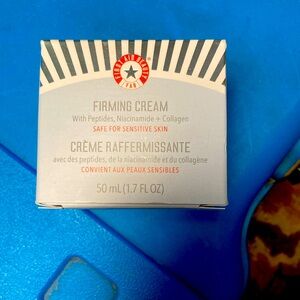 FIRST AID BEAUTY
FAB
FIRMING CREAM
With Peptides, Niacinamide + Collagen
SAFE FOR SENSITIVE SKIN
CRÈME RAFFERMISSANTE
avec des peptides, de la niacinamide et du collagène
CONVIENT AUX PEAUX SENSIBLES
50 mL (1.7 FL OZ)